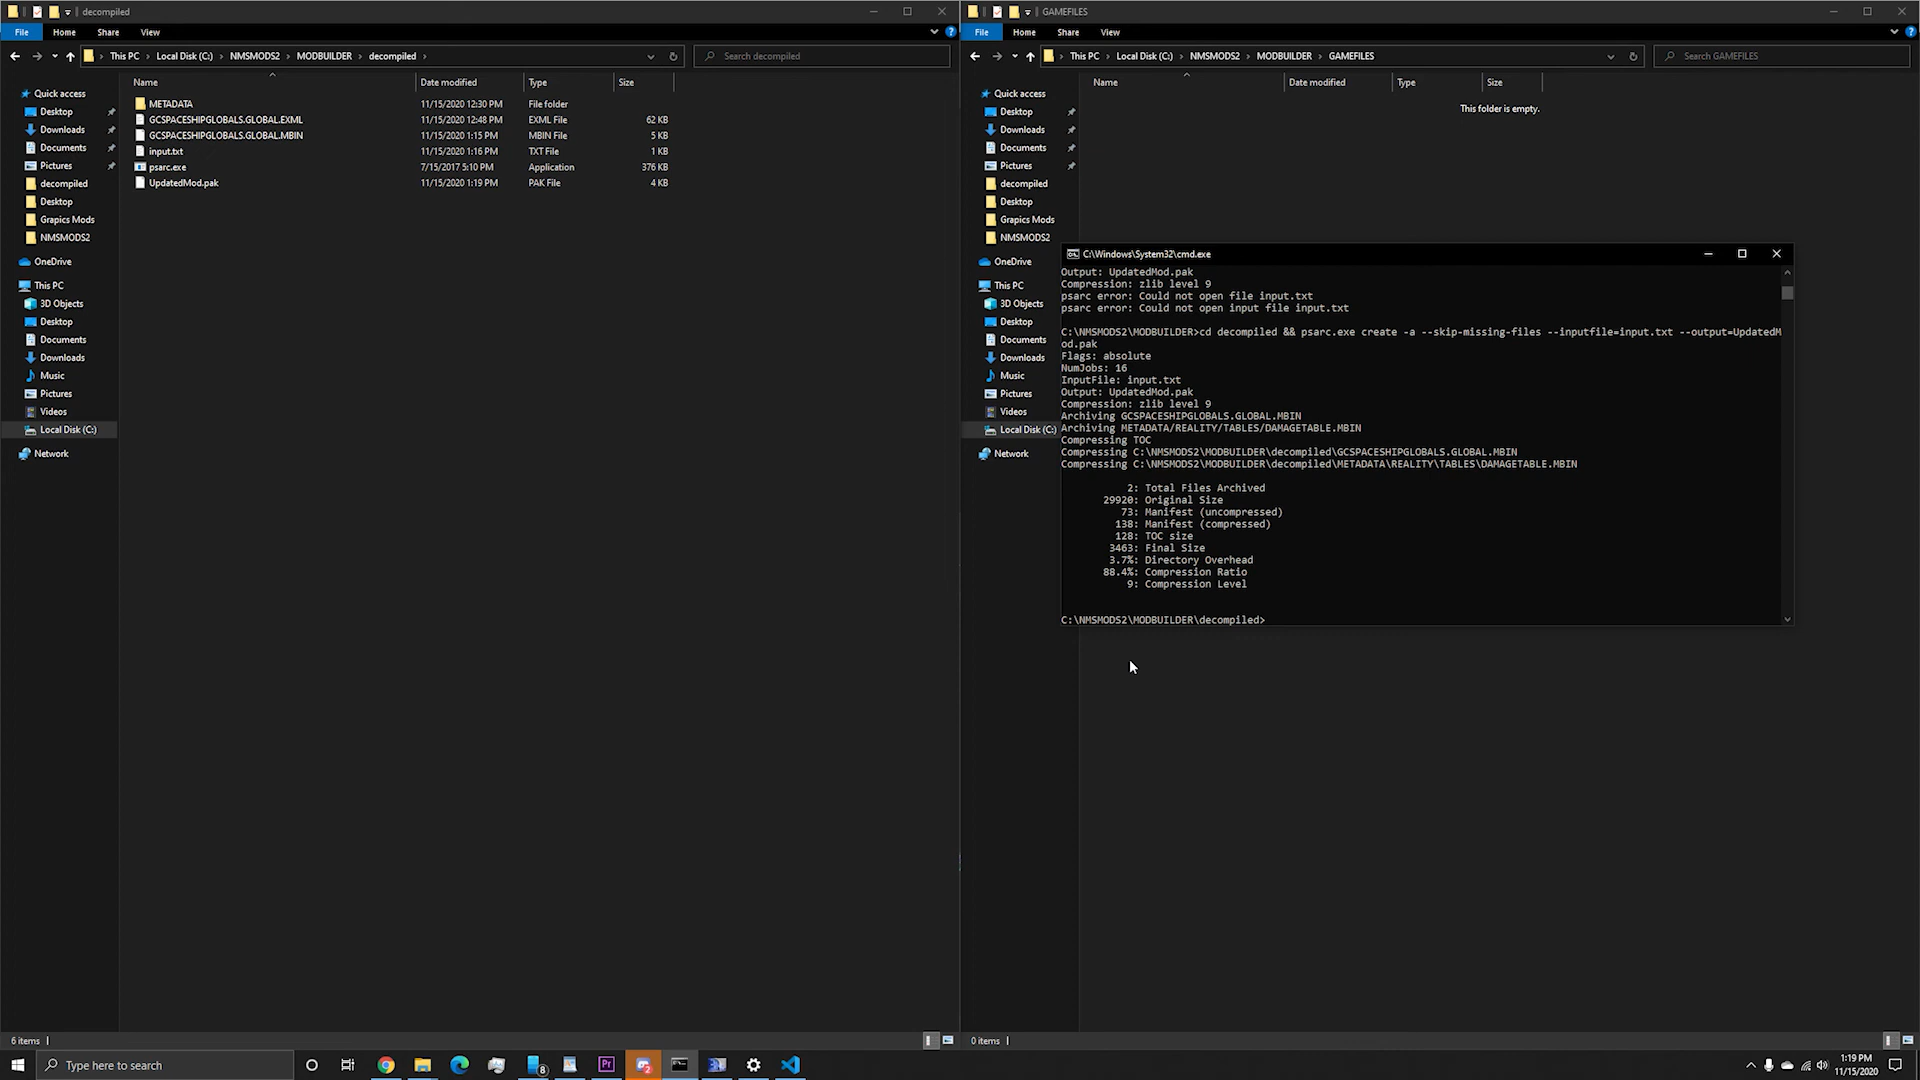 decompiled
File Home Share View
This PC > Local Disk (C:) > NMSMODS2 > MODBUILDER > decompiled >
Search decompiled
Name Date modified Type Size
Quick access
Desktop
Downloads
Documents
Pictures
decompiled
Desktop
Grapics Mods
NMSMODS2
OneDrive
This PC
3D Objects
Desktop
Documents
Downloads
Music
Pictures
Videos
Local Disk (C:)
Network
METADATA 11/15/2020 12:30 PM File folder
GCSPACESHIPGLOBALS.GLOBAL.EXML 11/15/2020 12:48 PM EXML File 62 KB
GCSPACESHIPGLOBALS.GLOBAL.MBIN 11/15/2020 1:15 PM MBIN File 5 KB
input.txt 11/15/2020 1:16 PM TXT File 1 KB
psarc.exe 7/15/2017 5:10 PM Application 376 KB
UpdatedMod.pak 11/15/2020 1:19 PM PAK File 4 KB
6 items
GAMEFILES
File Home Share View
This PC > Local Disk (C:) > NMSMODS2 > MODBUILDER > GAMEFILES
Search GAMEFILES
Name Date modified Type Size
This folder is empty.
Quick access
Desktop
Downloads
Documents
Pictures
decompiled
Desktop
Grapics Mods
NMSMODS2
OneDrive
This PC
3D Objects
Desktop
Documents
Downloads
Music
Pictures
Videos
Local Disk (C:)
Network
0 items
C:\Windows\System32\cmd.exe
Output: UpdatedMod.pak
Compression: zlib level 9
psarc error: Could not open file input.txt
psarc error: Could not open input file input.txt
C:\NMSMODS2\MODBUILDER>cd decompiled && psarc.exe create -a --skip-missing-files --inputfile=input.txt --output=UpdatedM
od.pak
Flags: absolute
NumJobs: 16
InputFile: input.txt
Output: UpdatedMod.pak
Compression: zlib level 9
Archiving GCSPACESHIPGLOBALS.GLOBAL.MBIN
Archiving METADATA/REALITY/TABLES/DAMAGETABLE.MBIN
Compressing TOC
Compressing C:\NMSMODS2\MODBUILDER\decompiled\GCSPACESHIPGLOBALS.GLOBAL.MBIN
Compressing C:\NMSMODS2\MODBUILDER\decompiled\METADATA\REALITY\TABLES\DAMAGETABLE.MBIN
2: Total Files Archived
29920: Original Size
73: Manifest (uncompressed)
138: Manifest (compressed)
128: TOC size
3463: Final Size
3.7%: Directory Overhead
88.4%: Compression Ratio
9: Compression Level
C:\NMSMODS2\MODBUILDER\decompiled>
Type here to search
8
Pr
2
1:19 PM
11/15/2020